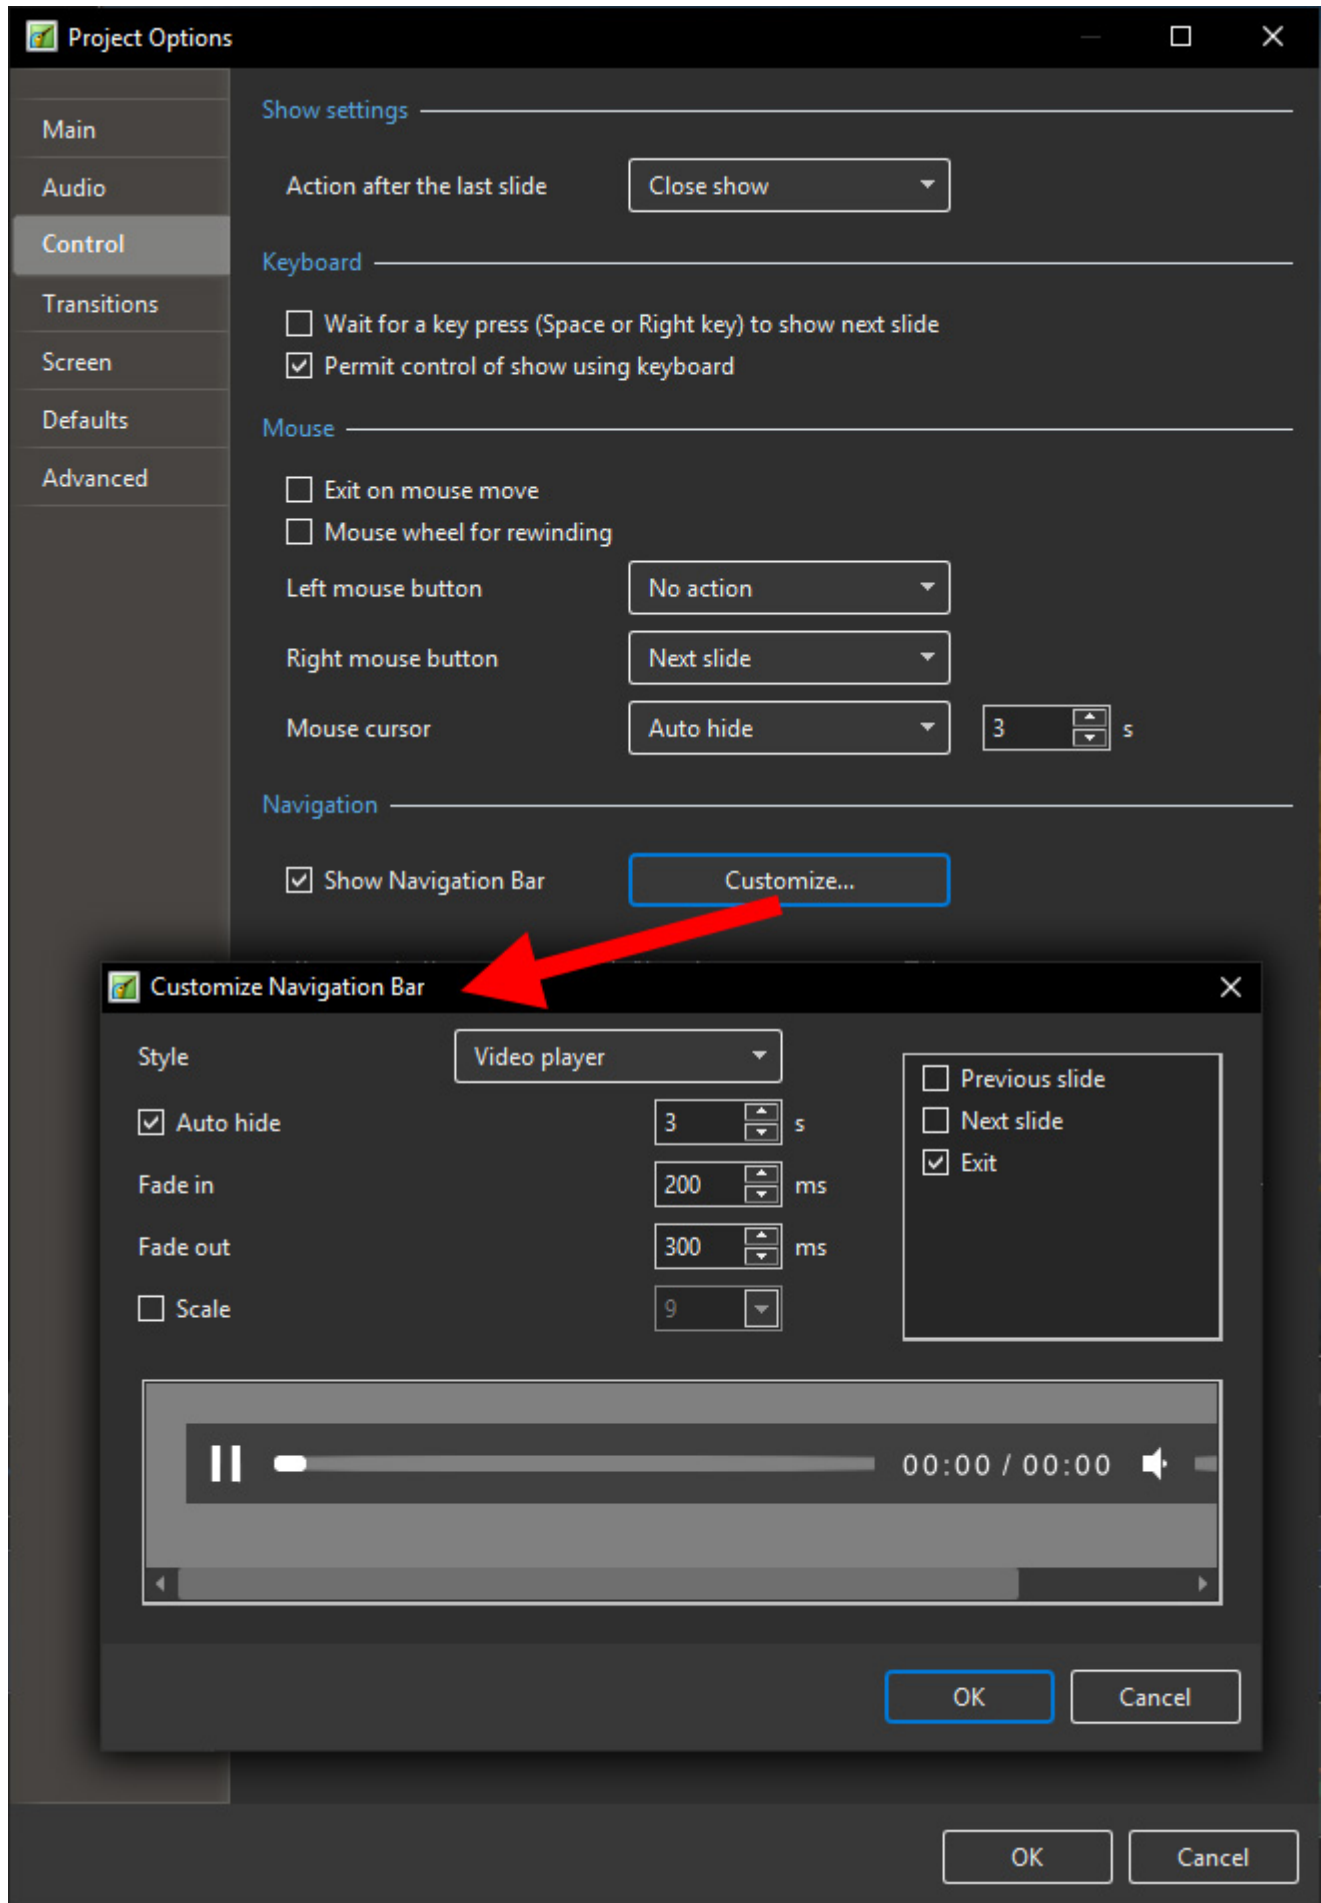 Project Options
Main
Audio
Control
Transitions
Screen
Defaults
Advanced
Show settings
Action after the last slide Close show
Keyboard
Wait for a key press (Space or Right key) to show next slide
Permit control of show using keyboard
Mouse
Exit on mouse move
Mouse wheel for rewinding
Left mouse button No action
Right mouse button Next slide
Mouse cursor Auto hide 3 s
Navigation
Show Navigation Bar Customize...
Customize Navigation Bar
Style Video player
Auto hide 3 s
Fade in 200 ms
Fade out 300 ms
Scale 9
Previous slide
Next slide
Exit
00:00 / 00:00
OK Cancel
OK Cancel